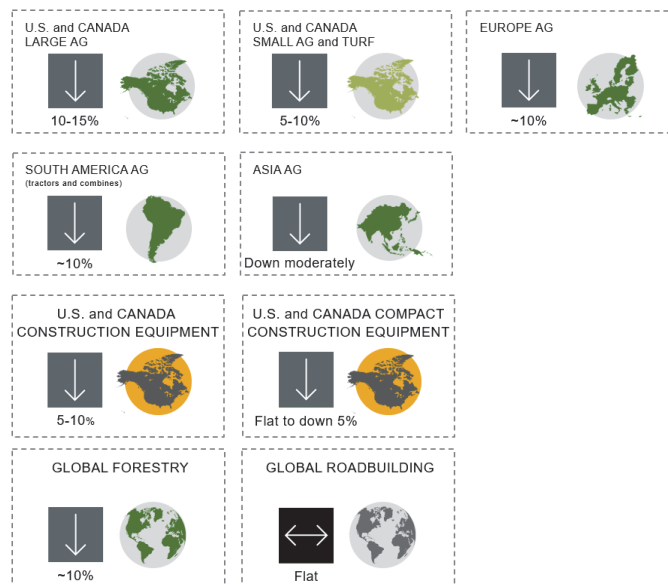 U.S. and CANADA
LARGE AG
10-15%
U.S. and CANADA
SMALL AG and TURF
5-10%
EUROPE AG
~10%
SOUTH AMERICA AG
(tractors and combines)
~10%
ASIA AG
Down moderately
U.S. and CANADA
CONSTRUCTION EQUIPMENT
5-10%
U.S. and CANADA COMPACT
CONSTRUCTION EQUIPMENT
Flat to down 5%
GLOBAL FORESTRY
~10%
GLOBAL ROADBUILDING
Flat